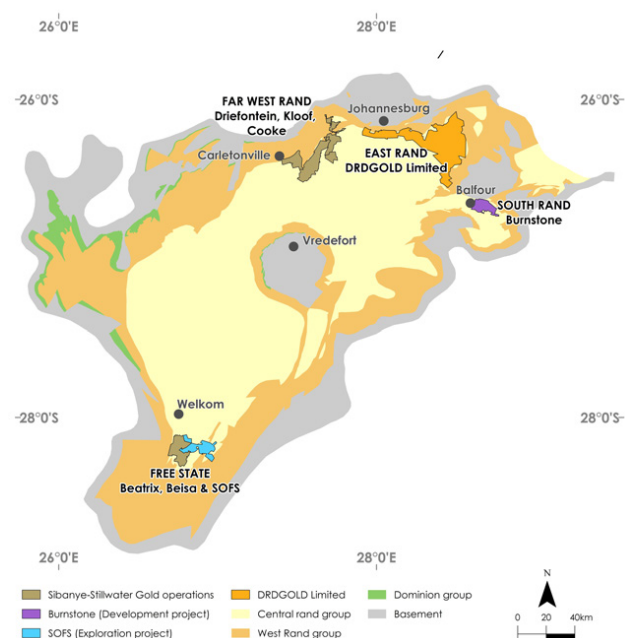 26°0'E
28°0'E
26°0'S
26°0'S
FAR WEST RAND
Driefontein, Kloof,
Cooke
Johannesburg
Carletonville
EAST RAND
DRDGOLD Limited
Balfour
SOUTH RAND
Burnstone
Vredefort
Welkom
28°0'S
28°0'S
FREE STATE
Beatrix, Beisa & SOFS
26°0'E
28°0'E
Sibanye-Stillwater Gold operations
DRDGOLD Limited
Dominion group
Burnstone (Development project)
Central rand group
Basement
SOFS (Exploration project)
West Rand group
N
0 20 40km